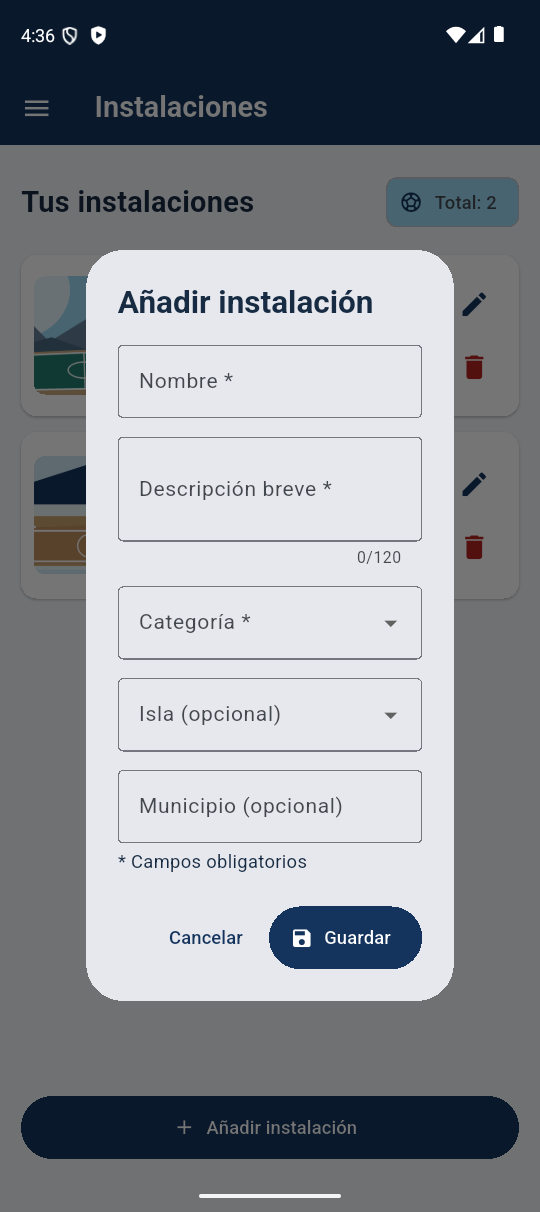 4:36
Instalaciones
Tus instalaciones
Total: 2
Añadir instalación
Nombre *
Descripción breve *
0/120
Categoría *
Isla (opcional)
Municipio (opcional)
* Campos obligatorios
Cancelar
Guardar
Añadir instalación